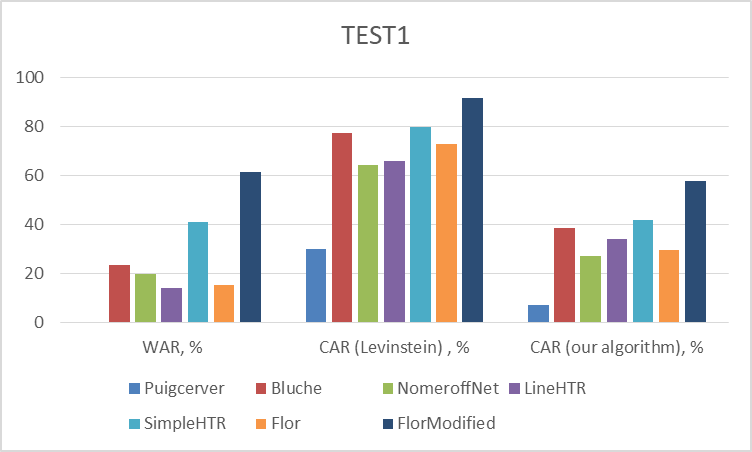 TEST1
100
80
60
40
20
0
WAR, % CAR (Levinstein) , % CAR (our algorithm), %
Puigcerver Bluche NomeroffNet LineHTR
SimpleHTR Flor FlorModified